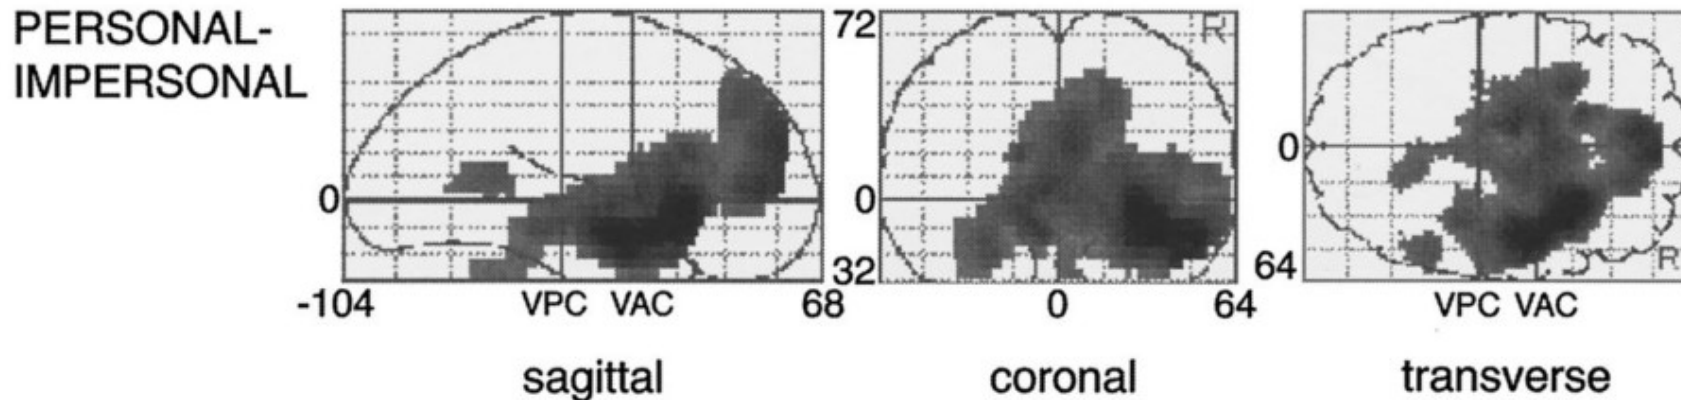 PERSONAL-
IMPERSONAL
72
R
0
0
0
32
64
R
-104
VPC
VAC
68
0
64
VPC
VAC
sagittal
coronal
transverse